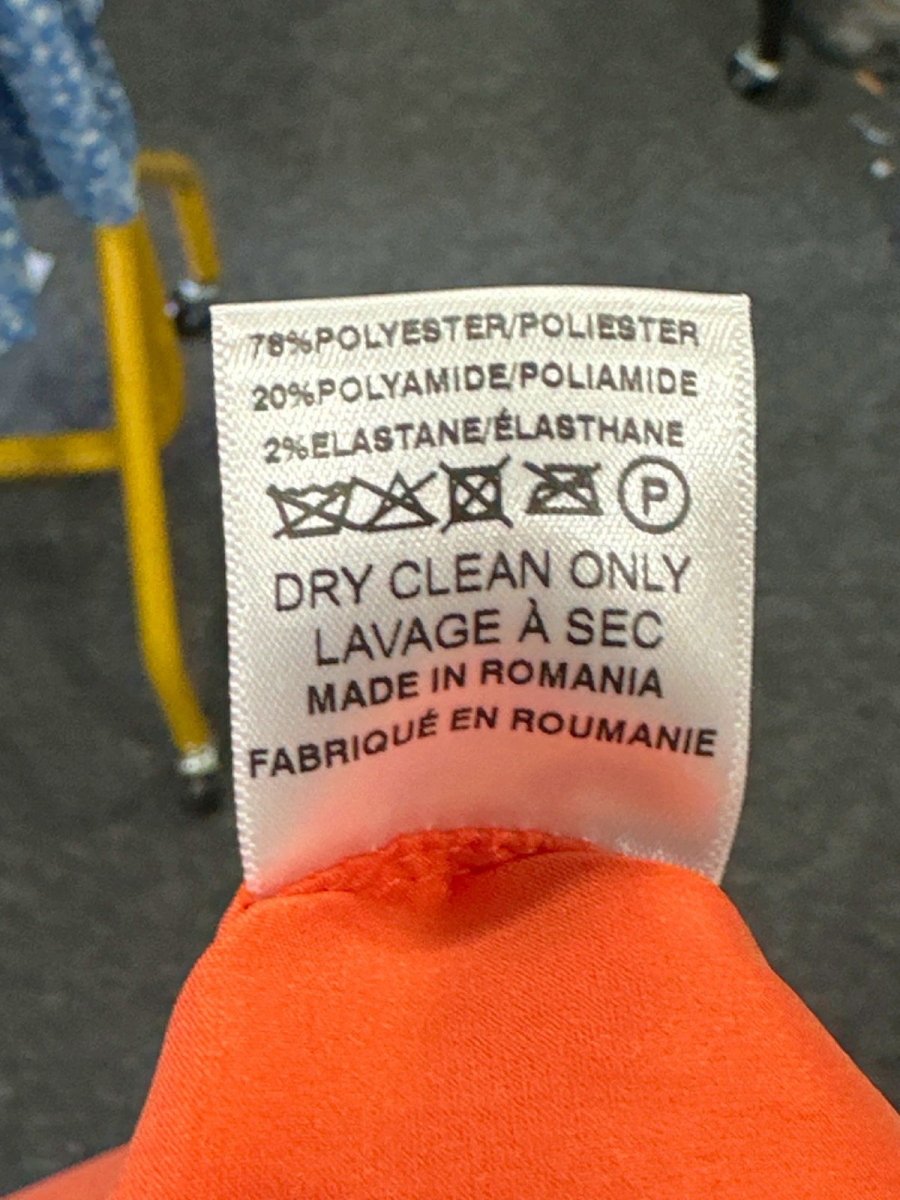 78%POLYESTER/POLIESTER
20%POLYAMIDE/POLIAMIDE
2%ELASTANE/ÉLASTHANE
P
DRY CLEAN ONLY
LAVAGE À SEC
MADE IN ROMANIA
FABRIQUÉ EN ROUMANIE